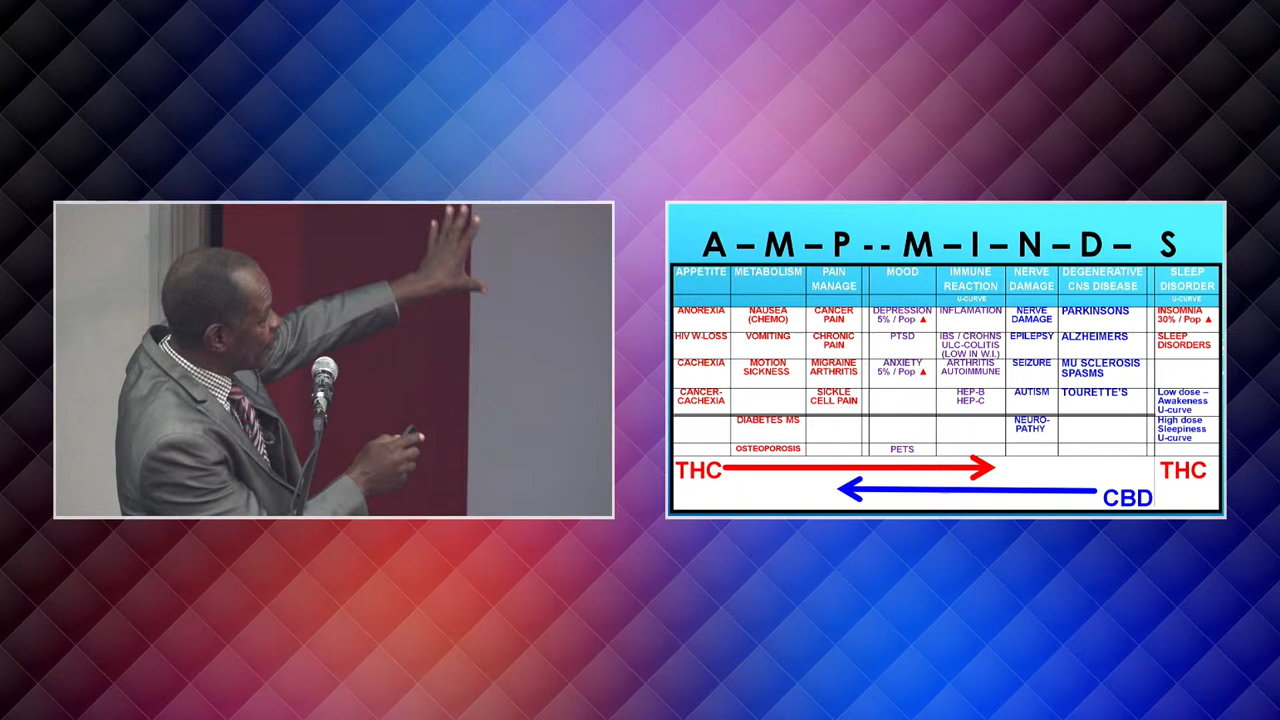 A – M – P - - M – I – N – D – S
APPETITE METABOLISM PAIN MOOD IMMUNE NERVE DEGENERATIVE SLEEP
MANAGE REACTION DAMAGE CNS DISEASE DISORDER
U-CURVE U-CURVE
ANOREXIA NAUSEA CANCER DEPRESSION INFLAMATION NERVE PARKINSONS INSOMNIA
(CHEMO) PAIN 5% / Pop ▲ DAMAGE 30% / Pop ▲
HIV W.LOSS VOMITING CHRONIC PTSD IBS / CROHNS EPILEPSY ALZHEIMERS SLEEP
PAIN ULC-COLITIS DISORDERS
(LOW IN W.I.)
CACHEXIA MOTION MIGRAINE ANXIETY ARTHRITIS SEIZURE MU SCLEROSIS
SICKNESS ARTHRITIS 5% / Pop ▲ AUTOIMMUNE SPASMS
CANCER- SICKLE HEP-B AUTISM TOURETTE'S Low dose –
CACHEXIA CELL PAIN HEP-C Awakeness
U-curve
DIABETES MS NEURO- High dose
PATHY Sleepiness
U-curve
OSTEOPOROSIS PETS
THC THC
CBD